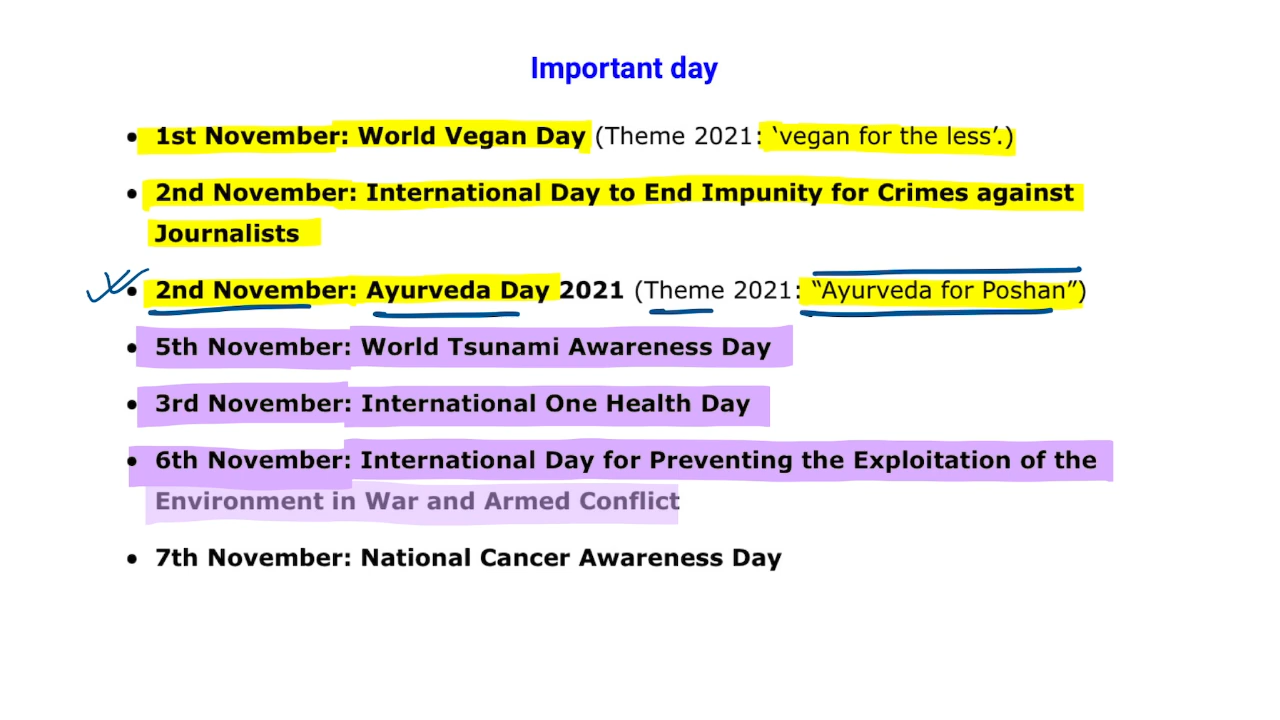 Important day
• 1st November: World Vegan Day (Theme 2021: ‘vegan for the less’.)
• 2nd November: International Day to End Impunity for Crimes against
Journalists
• 2nd November: Ayurveda Day 2021 (Theme 2021: “Ayurveda for Poshan”)
• 5th November: World Tsunami Awareness Day
• 3rd November: International One Health Day
• 6th November: International Day for Preventing the Exploitation of the
Environment in War and Armed Conflict
• 7th November: National Cancer Awareness Day